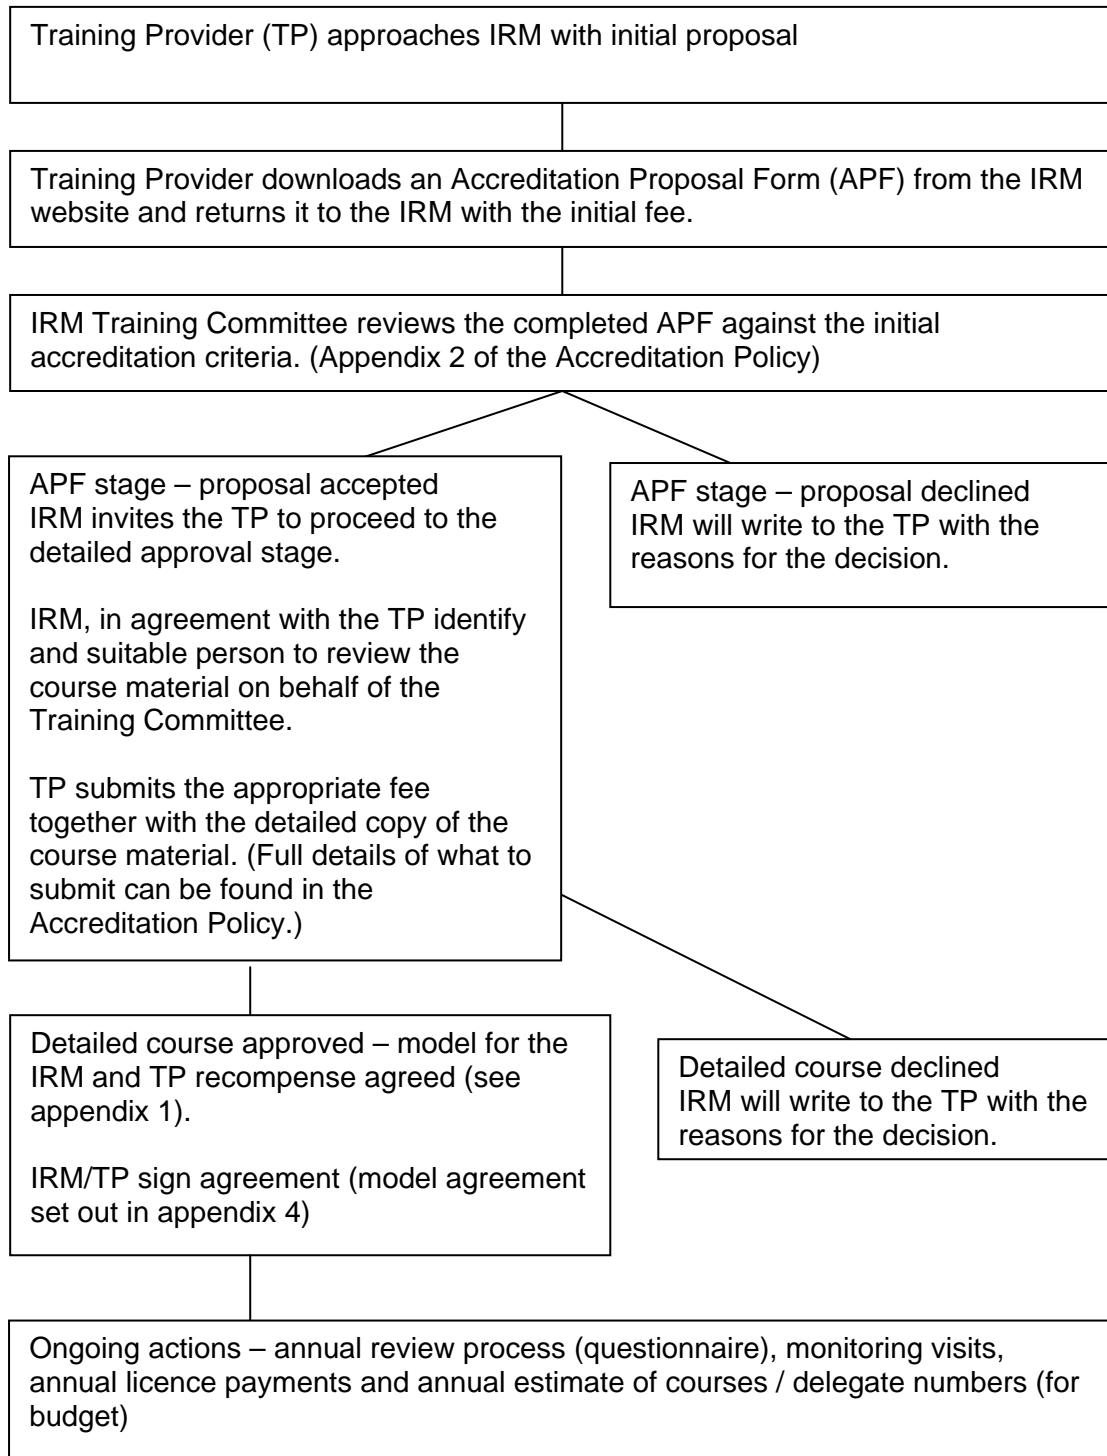 Training Provider (TP) approaches IRM with initial proposal
Training Provider downloads an Accreditation Proposal Form (APF) from the IRM
website and returns it to the IRM with the initial fee.
IRM Training Committee reviews the completed APF against the initial
accreditation criteria. (Appendix 2 of the Accreditation Policy)
APF stage – proposal accepted
IRM invites the TP to proceed to the
detailed approval stage.
IRM, in agreement with the TP identify
and suitable person to review the
course material on behalf of the
Training Committee.
TP submits the appropriate fee
together with the detailed copy of the
course material. (Full details of what to
submit can be found in the
Accreditation Policy.)
APF stage – proposal declined
IRM will write to the TP with the
reasons for the decision.
Detailed course approved – model for the
IRM and TP recompense agreed (see
appendix 1).
IRM/TP sign agreement (model agreement
set out in appendix 4)
Detailed course declined
IRM will write to the TP with the
reasons for the decision.
Ongoing actions – annual review process (questionnaire), monitoring visits,
annual licence payments and annual estimate of courses / delegate numbers (for
budget)